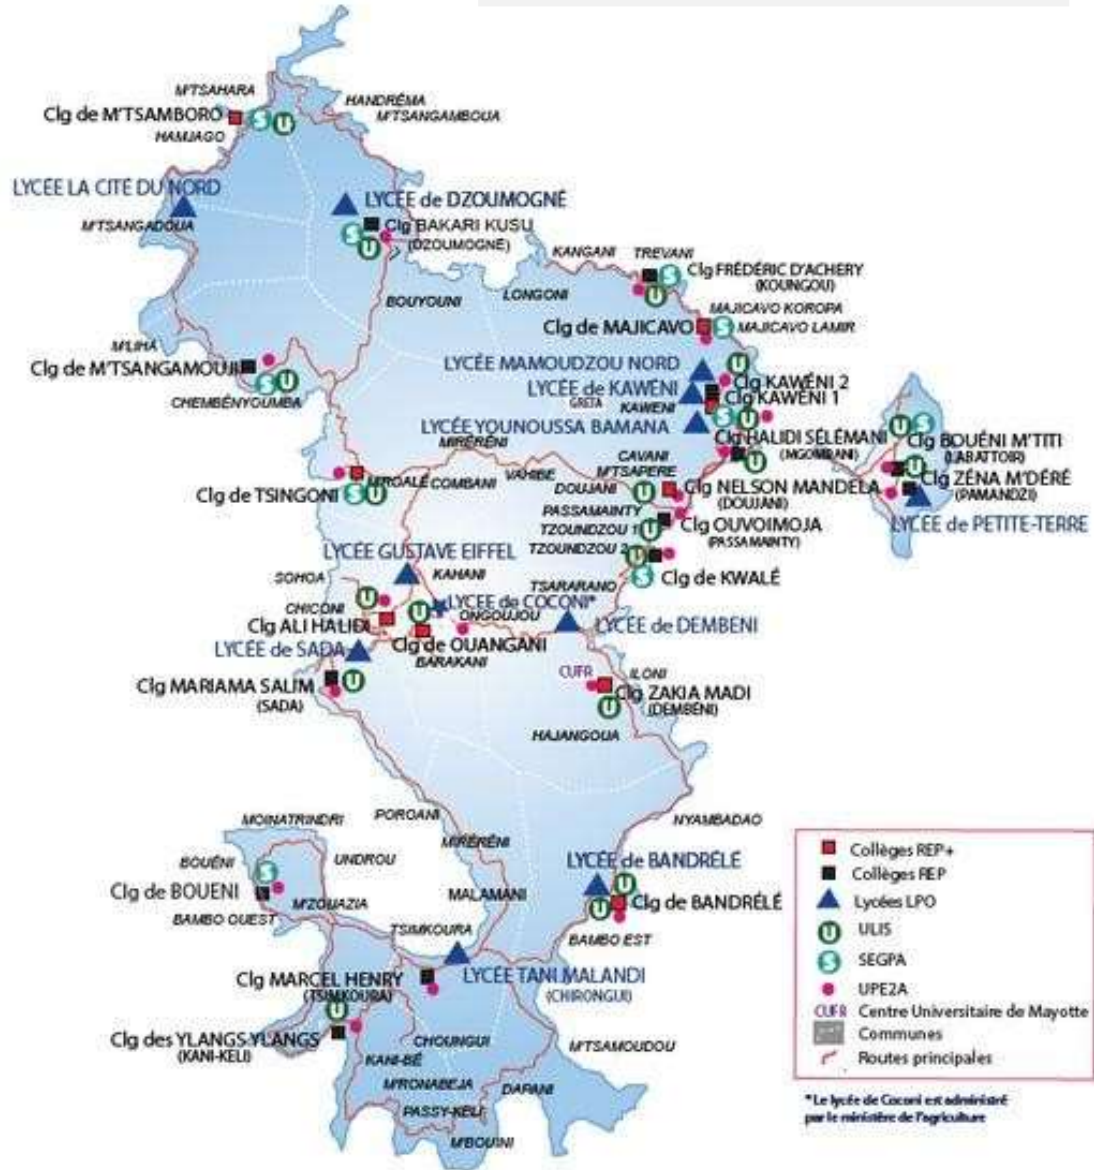 M'TSAHARA
HANDRÉMA
Clg de M'TSAMBORO
M'TSANGAMBOUA
HAMJAGO
LYCÉE LA CITÉ DU NORD
LYCÉE de DZOUMOGNÉ
M'TSANGADOUA
Clg BAKARI KUSU
(DZOUMOGNÉ)
KANGANI
TREVANI
Clg FRÉDÉRIC D'ACHERY
(KOUNGOU)
BOUYOUNI
LONGONI
MAJICAVO KOROPA
Clg de MAJICAVO
MAJICAVO LAMIR
M'LIHA
Clg de M'TSANGAMOUJI
LYCÉE MAMOUDZOU NORD
CHEMBÉNYOUMBA
LYCÉE de KAWÉNI
Clg KAWÉNI 2
GRETA
KAWENI
Clg KAWÉNI 1
LYCÉE YOUNOUSSA BAMANA
MIRÉRÉNI
CAVANI
Clg HALIDI SÉLÉMANI
(MGOMBANI)
Clg BOUÉNI M'TITI
(LABATTOIR)
VAHIBE
M'TSAPERE
Clg ZÉNA M'DÉRÉ
(PAMANDZI)
MIROALÉ
COMBANI
Clg de TSINGONI
DOUJANI
Clg NELSON MANDELA
(DOUJANI)
LYCÉE de PETITE-TERRE
PASSAMAINTY
TZOUNDZOU 1
Clg OUVOIMOJA
(PASSAMAINTY)
LYCÉE GUSTAVE EIFFEL
TZOUNDZOU 2
SOHOA
KAHANI
TSARARANO
Clg de KWALÉ
CHICONI
LYCÉE de COCONI*
ONGOUJOU
Clg ALI HALIDI
LYCÉE de DEMBENI
Clg de OUANGANI
LYCÉE de SADA
BARAKANI
CUFR
ILONI
Clg MARIAMA SALIM
(SADA)
Clg ZAKIA MADI
(DEMBÉNI)
HAJANGOUA
POROANI
NYAMBADAO
MOINATRINDRI
MIRÉRÉNI
BOUÉNI
UNDROU
LYCÉE de BANDRÉLÉ
Clg de BOUENI
MALAMANI
M'ZOUAZIA
Clg de BANDRÉLÉ
BAMBO OUEST
TSIMKOURA
BAMBO EST
Clg MARCEL HENRY
(TSIMKOURA)
LYCÉE TANI MALANDI
(CHIRONGUI)
Clg des YLANGS YLANGS
(KANI-KELI)
CHOUNGUI
M'TSAMOUDOU
KANI-BÉ
M'RONABEJA
DAPANI
PASSY-KELI
M'BOUINI
Collèges REP+
Collèges REP
Lycées LPO
U ULIS
S SEGPA
UPE2A
CUFR Centre Universitaire de Mayotte
Communes
Routes principales
*Le lycée de Coconi est administré
par le ministère de l'agriculture